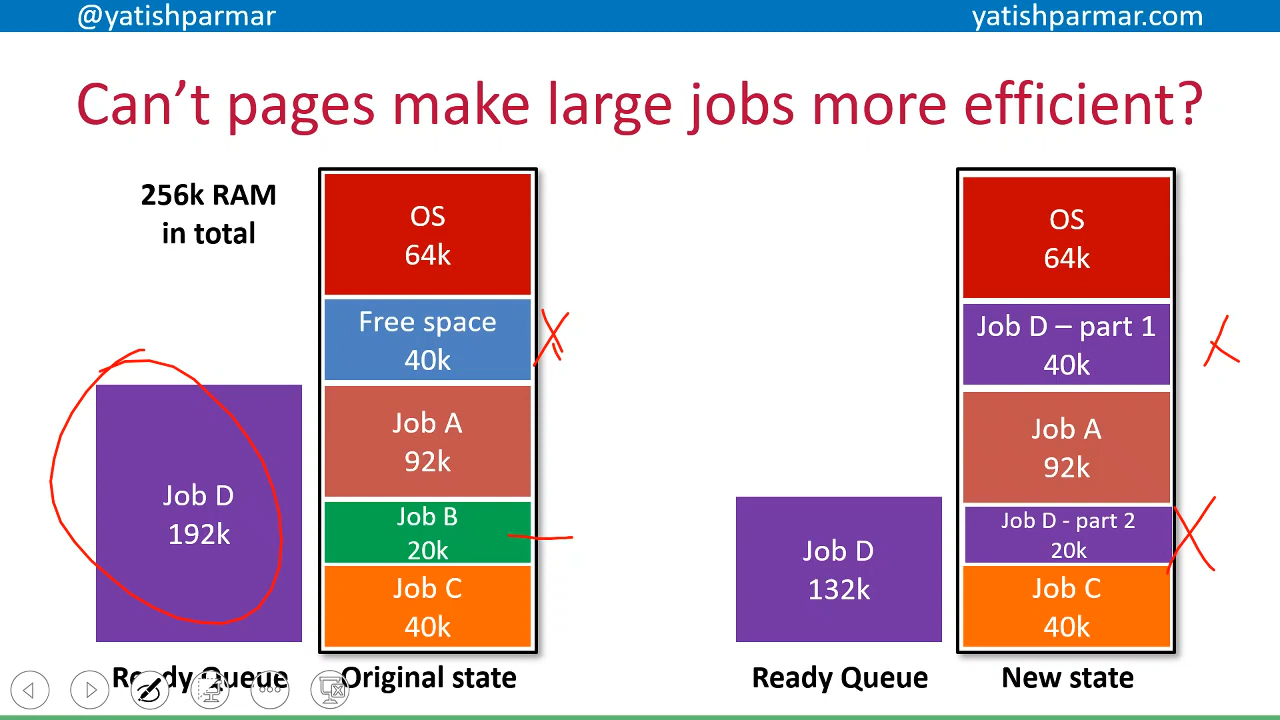 @yatishparmar
yatishparmar.com
Can’t pages make large jobs more efficient?
256k RAM
in total
Job D
192k
Ready Queue
OS
64k
Free space
40k
Job A
92k
Job B
20k
Job C
40k
Original state
Job D
132k
Ready Queue
OS
64k
Job D – part 1
40k
Job A
92k
Job D - part 2
20k
Job C
40k
New state